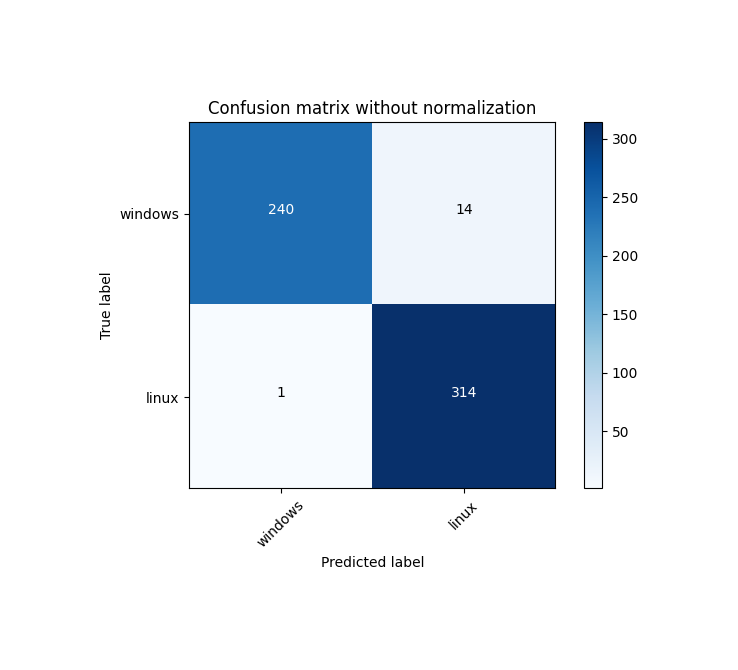 Confusion matrix without normalization
windows
240
14
linux
1
314
True label
windows
linux
Predicted label
300
250
200
150
100
50